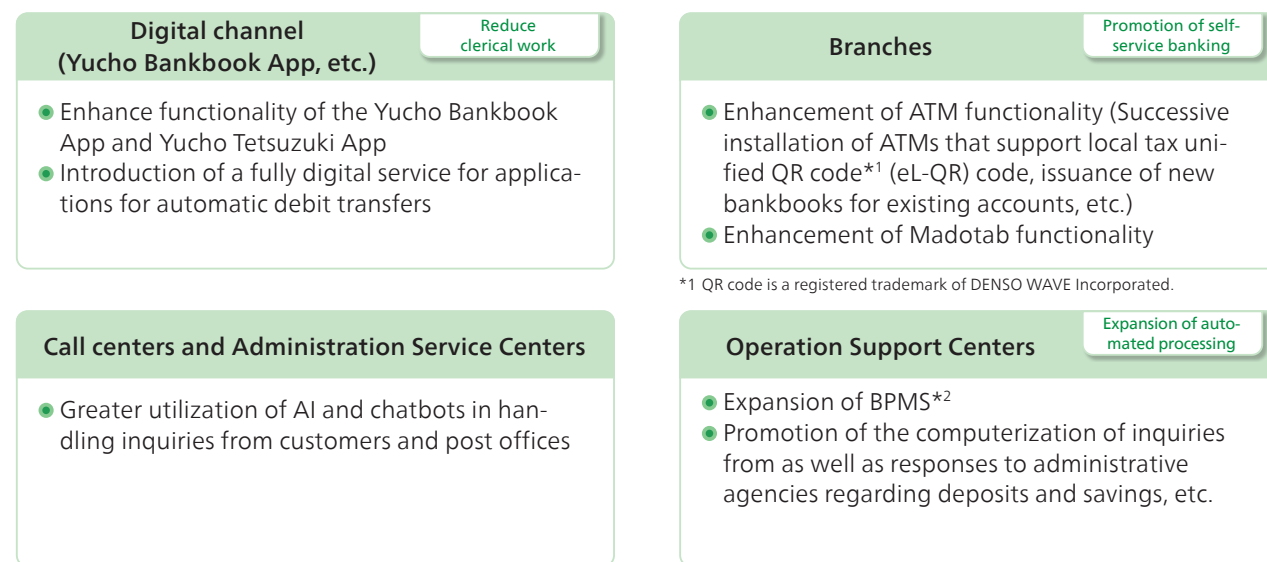 Digital channel
(Yucho Bankbook App, etc.)
Reduce
clerical work
Enhance functionality of the Yucho Bankbook
App and Yucho Tetsuzuki App
Introduction of a fully digital service for applica-
tions for automatic debit transfers
Branches
Promotion of self-
service banking
Enhancement of ATM functionality (Successive
installation of ATMs that support local tax uni-
fied QR code*1 (eL-QR) code, issuance of new
bankbooks for existing accounts, etc.)
Enhancement of Madotab functionality
*1 QR code is a registered trademark of DENSO WAVE Incorporated.
Call centers and Administration Service Centers
Greater utilization of AI and chatbots in han-
dling inquiries from customers and post offices
Operation Support Centers
Expansion of auto-
mated processing
Expansion of BPMS*2
Promotion of the computerization of inquiries
from as well as responses to administrative
agencies regarding deposits and savings, etc.